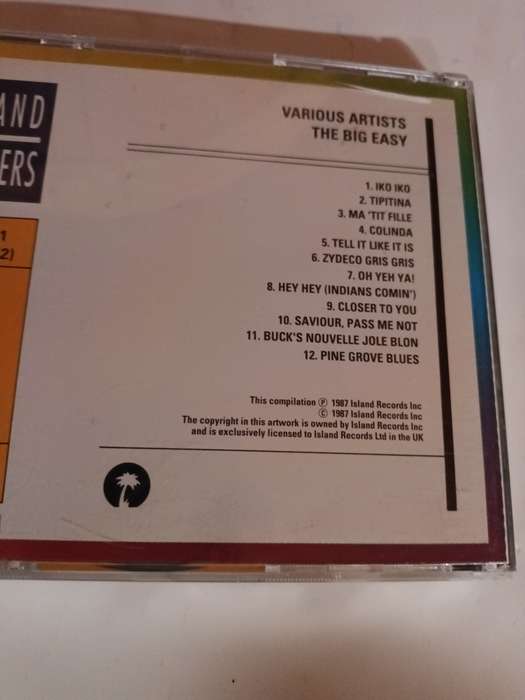 AND
ERS
1
2)
VARIOUS ARTISTS
THE BIG EASY
1. IKO IKO
2. TIPITINA
3. MA 'TIT FILLE
4. COLINDA
5. TELL IT LIKE IT IS
6. ZYDECO GRIS GRIS
7. OH YEH YA!
8. HEY HEY (INDIANS COMIN')
9. CLOSER TO YOU
10. SAVIOUR, PASS ME NOT
11. BUCK'S NOUVELLE JOLE BLON
12. PINE GROVE BLUES
This compilation Ⓟ 1987 Island Records Inc
© 1987 Island Records Inc
The copyright in this artwork is owned by Island Records Inc
and is exclusively licensed to Island Records Ltd in the UK